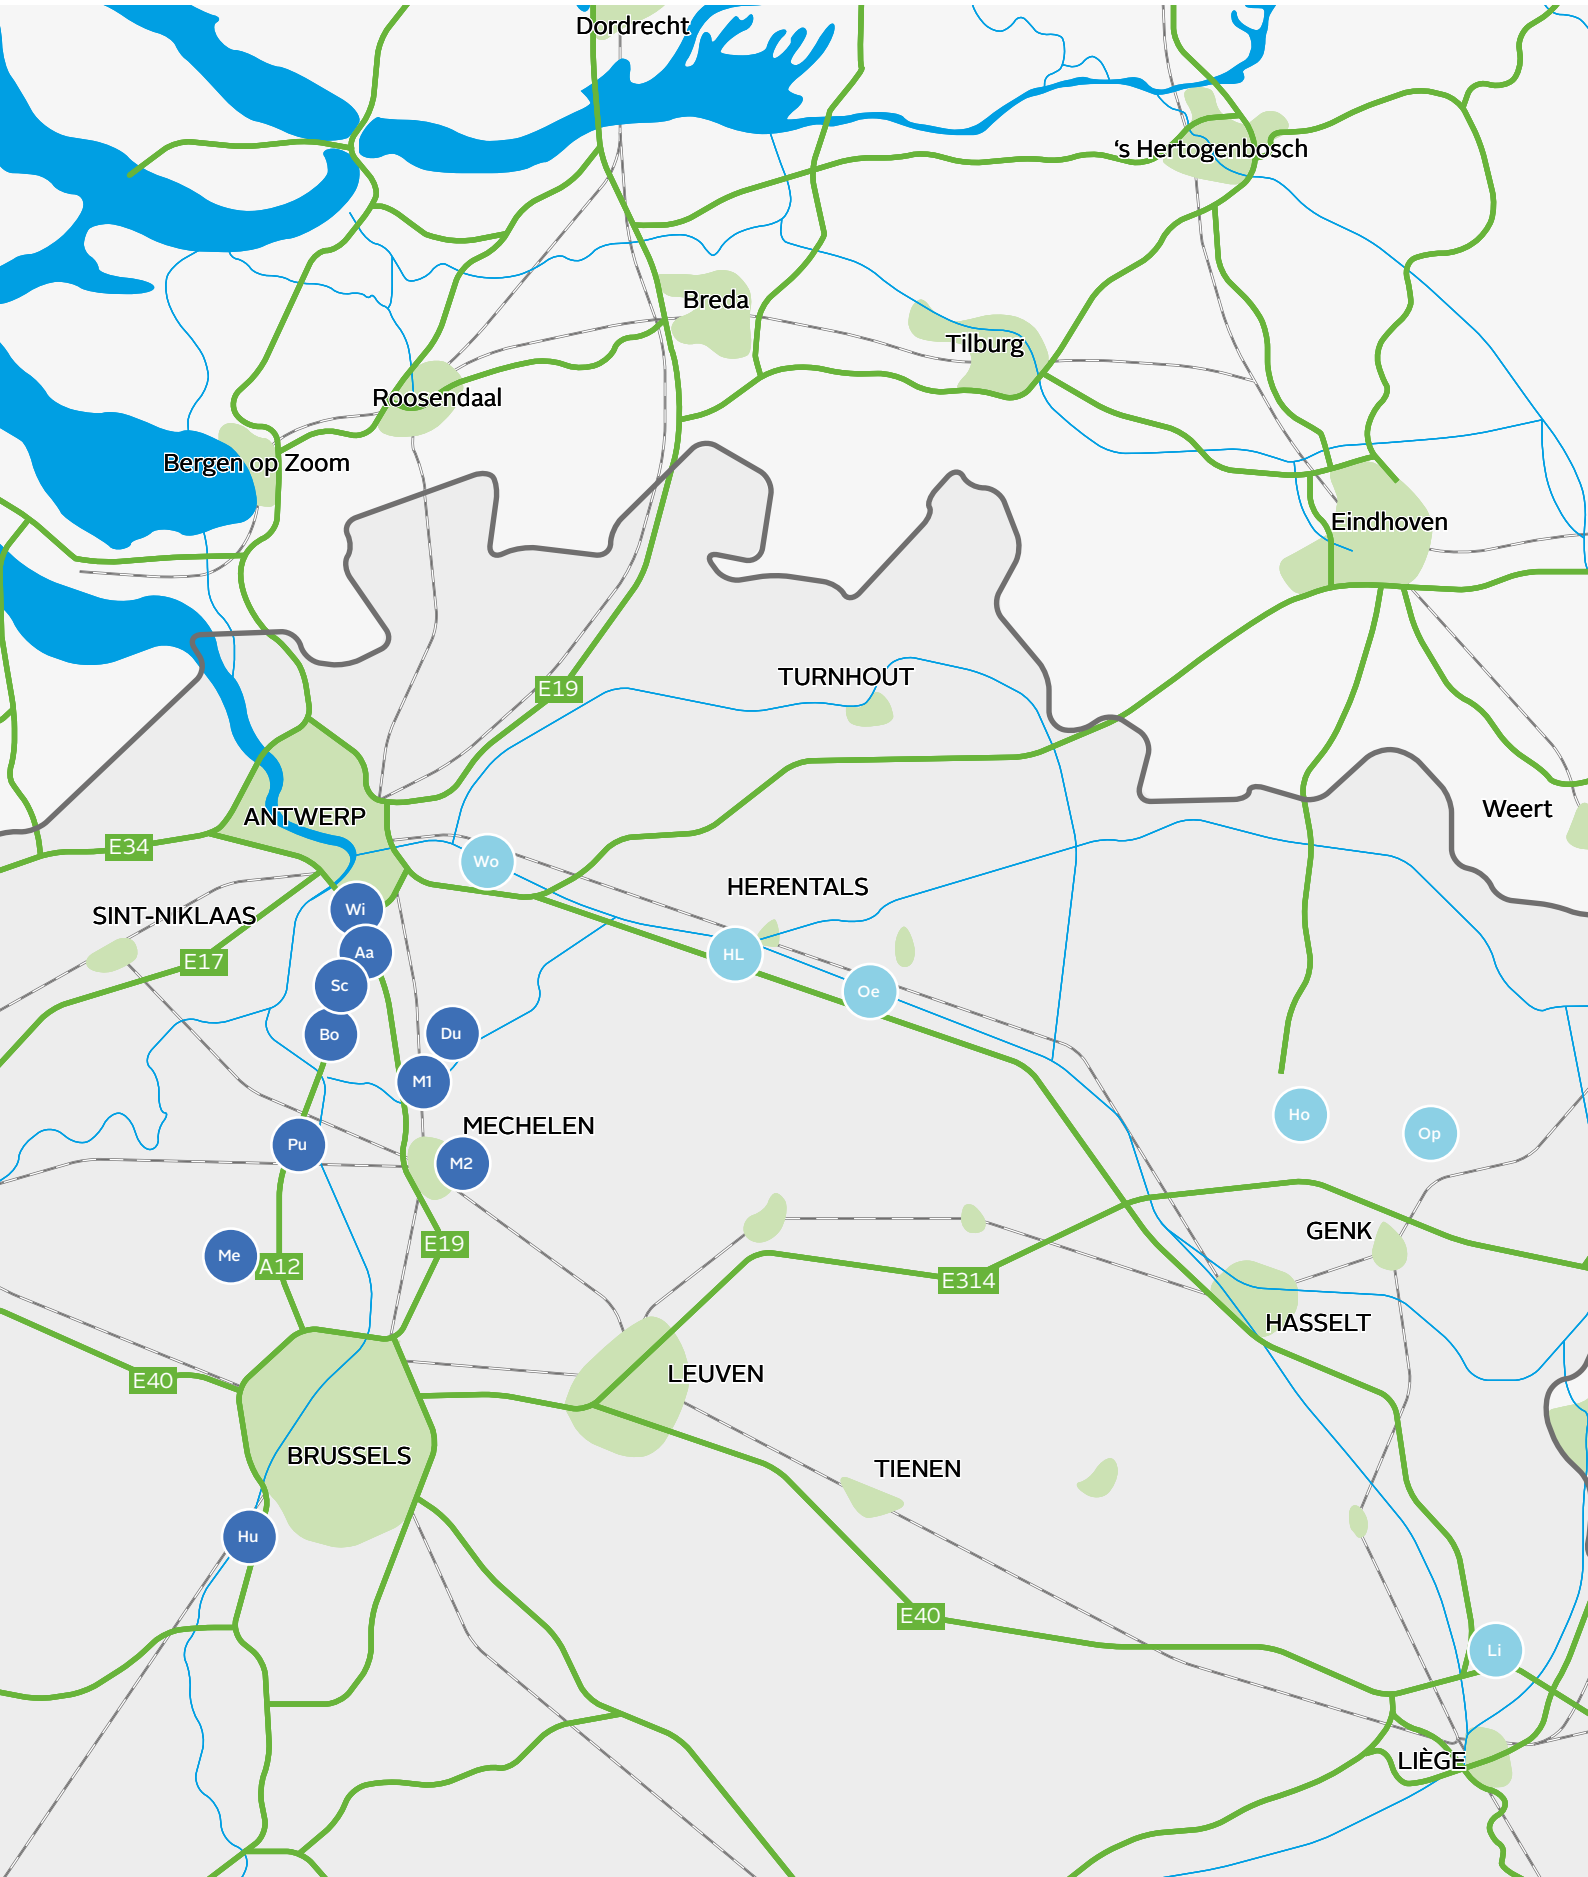 Dordrecht
‘s Hertogenbosch
Breda
Tilburg
Roosendaal
Bergen op Zoom
Eindhoven
TURNHOUT
E19
Weert
ANTWERP
E34
Wo
HERENTALS
Wi
SINT-NIKLAAS
Aa
HL
E17
Sc
Oe
Bo
Du
M1
Ho
MECHELEN
Op
Pu
M2
GENK
E19
Me
A12
E314
HASSELT
LEUVEN
E40
BRUSSELS
TIENEN
Hu
E40
Li
LIÈGE